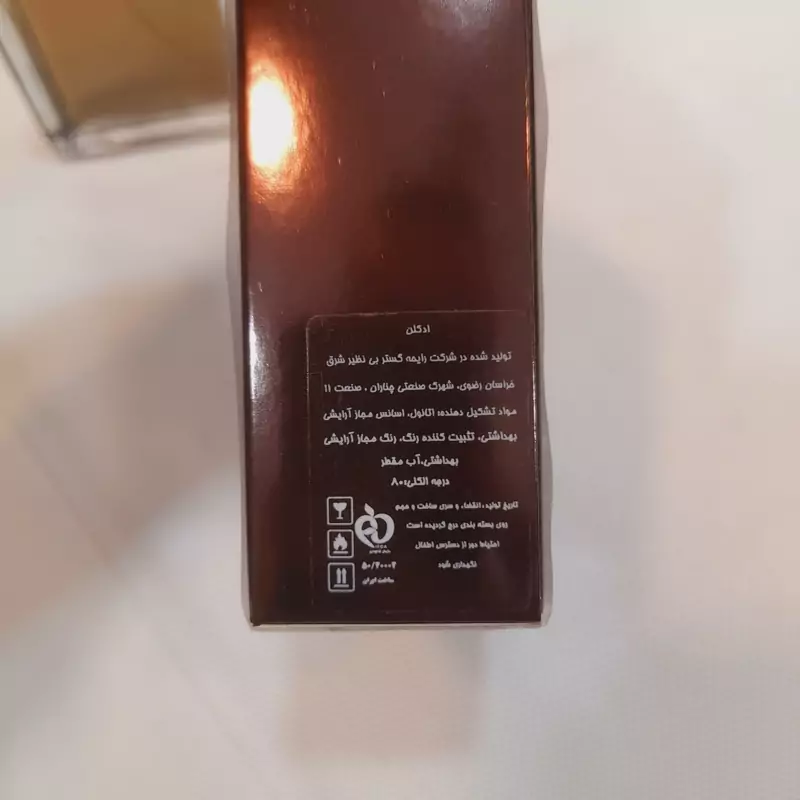 ادکلن
تولید شده در شرکت رایحه گستر بی نظیر شرق
خراسان رضوی، شهرک صنعتی چناران ، صنعت ۱۱
مواد تشکیل دهنده: اتانول، اسانس مجاز آرایشی
بهداشتی، تثبیت کننده رنگ، رنگ مجاز آرایشی
بهداشتی،آب مقطر
درجه الکلی:۸۰
تاریخ تولید، انقضاء و سری ساخت و حجم
روی بسته بندی درج گردیده است
احتیاط دور از دسترس اطفال
نگهداری شود
۵۰/۲۰۰۰۲
ساخت ایران